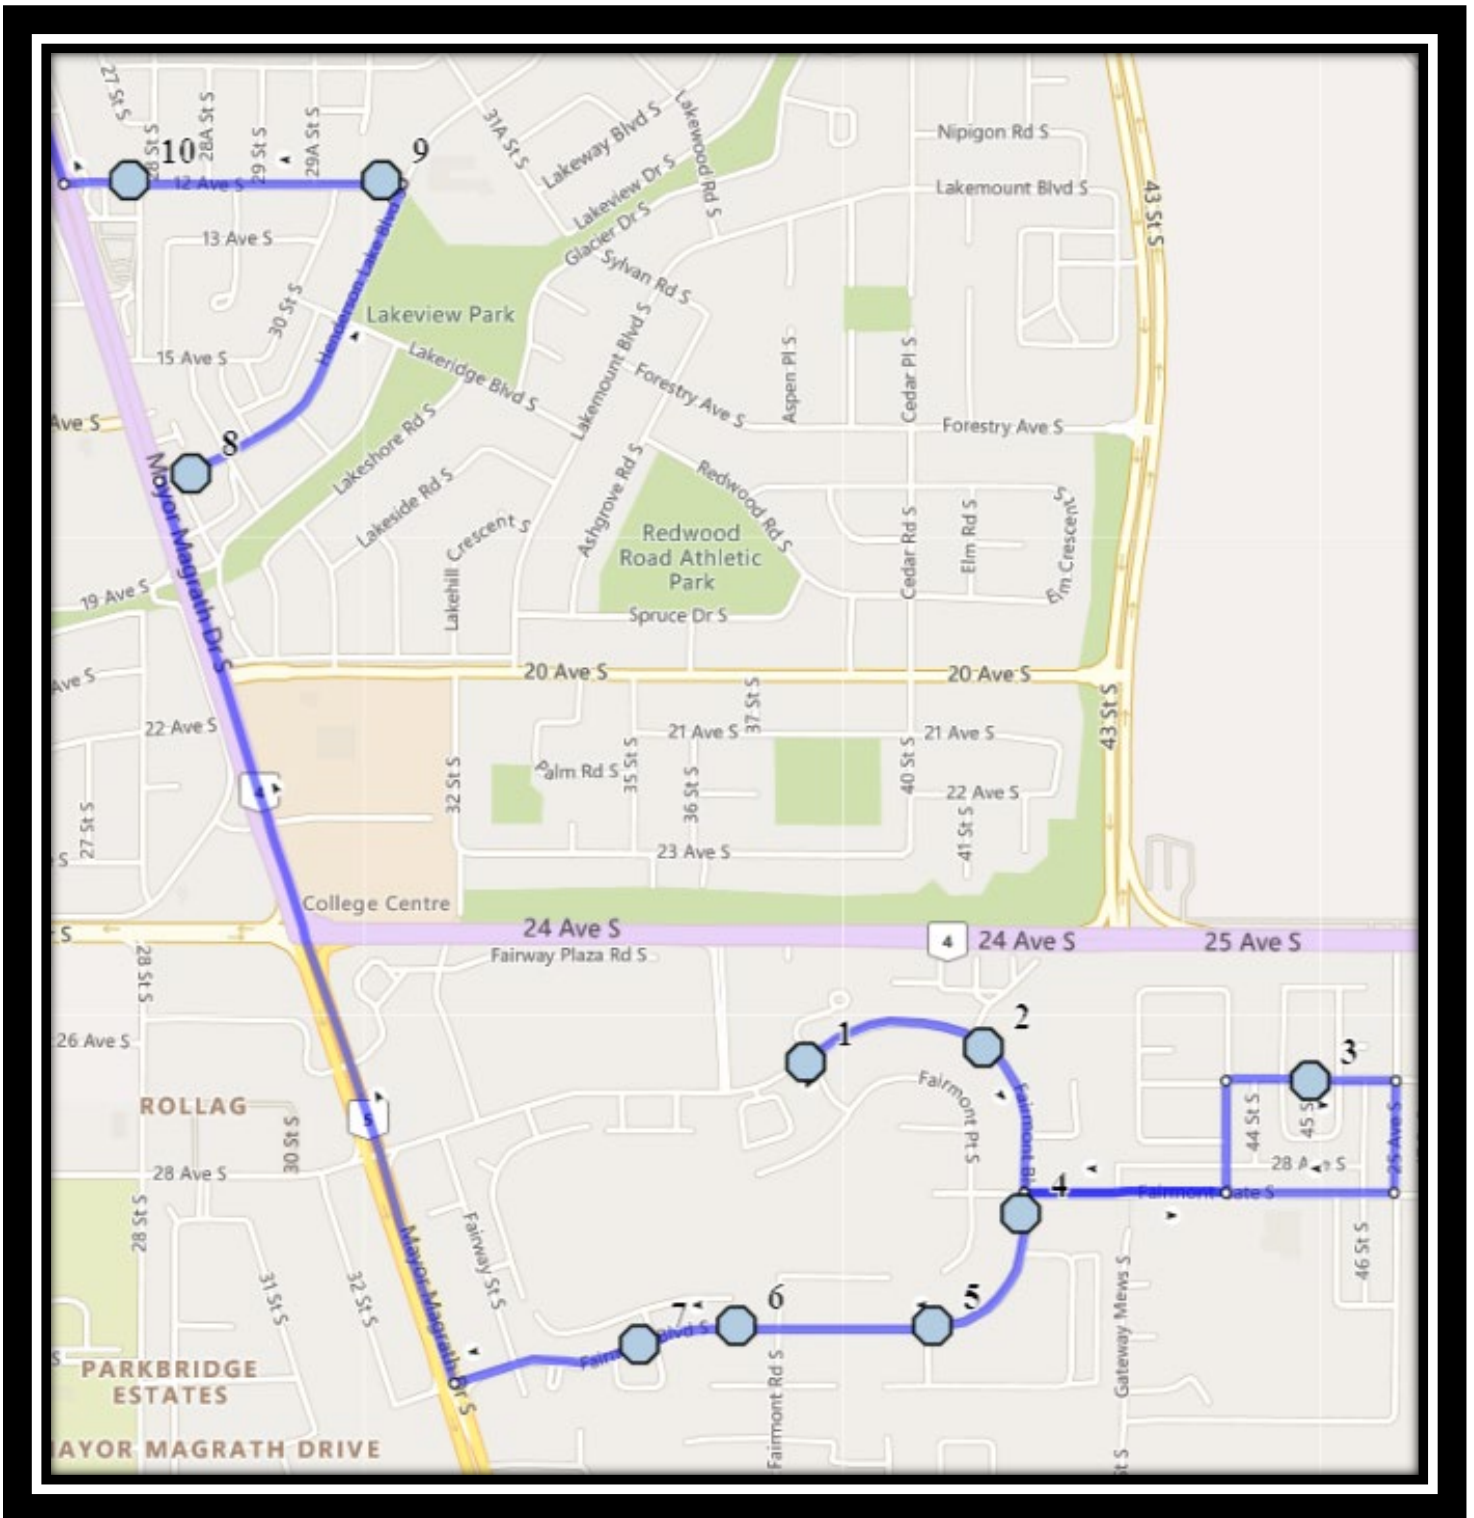 27 St S
28 St S
28A St S
29 St S
29A St S
31A St S
Lakeway Blvd S
Lakewood Rd S
Nipigon Rd S
10
9
12 Ave S
Lakeview Dr S
Lakemount Blvd S
43 St S
13 Ave S
Glacier Dr S
Sylvan Rd S
30 St S
Henderson Lake Blvd
Lakeview Park
15 Ave S
Lakeridge Blvd S
Lakemount Blvd S
Forestry Ave S
Aspen Pl S
Cedar Pl S
Ave S
8
Lakeshore Rd S
Forestry Ave S
Mayor Magrath Dr S
Lakeside Rd S
Ashgrove Rd S
Redwood Rd S
Lakehill Crescent S
Redwood
Road Athletic
Park
Cedar Rd S
Elm Rd S
Elm Crescent S
19 Ave S
Spruce Dr S
20 Ave S
20 Ave S
Ave S
22 Ave S
37 St S
21 Ave S
21 Ave S
43 St S
Palm Rd S
32 St S
35 St S
36 St S
40 St S
22 Ave S
4
27 St S
41 St S
S
23 Ave S
College Centre
S
24 Ave S
4
24 Ave S
25 Ave S
28 St S
Fairway Plaza Rd S
26 Ave S
1
2
3
Fairmont Pt S
Fairmont Bl
ROLLAG
5
30 St S
44 St S
45 S
25 Ave S
28 Ave S
28 A
S
4
Fairmont Gate S
28 St S
Mayor Magrath Dr S
Fairway St S
46 St S
31 St S
32 St S
6
5
7
Blvd S
Fairm
Gateway Mews S
S
PARKBRIDGE
ESTATES
Fairmont Rd S
AYOR MAGRATH DRIVE
St S